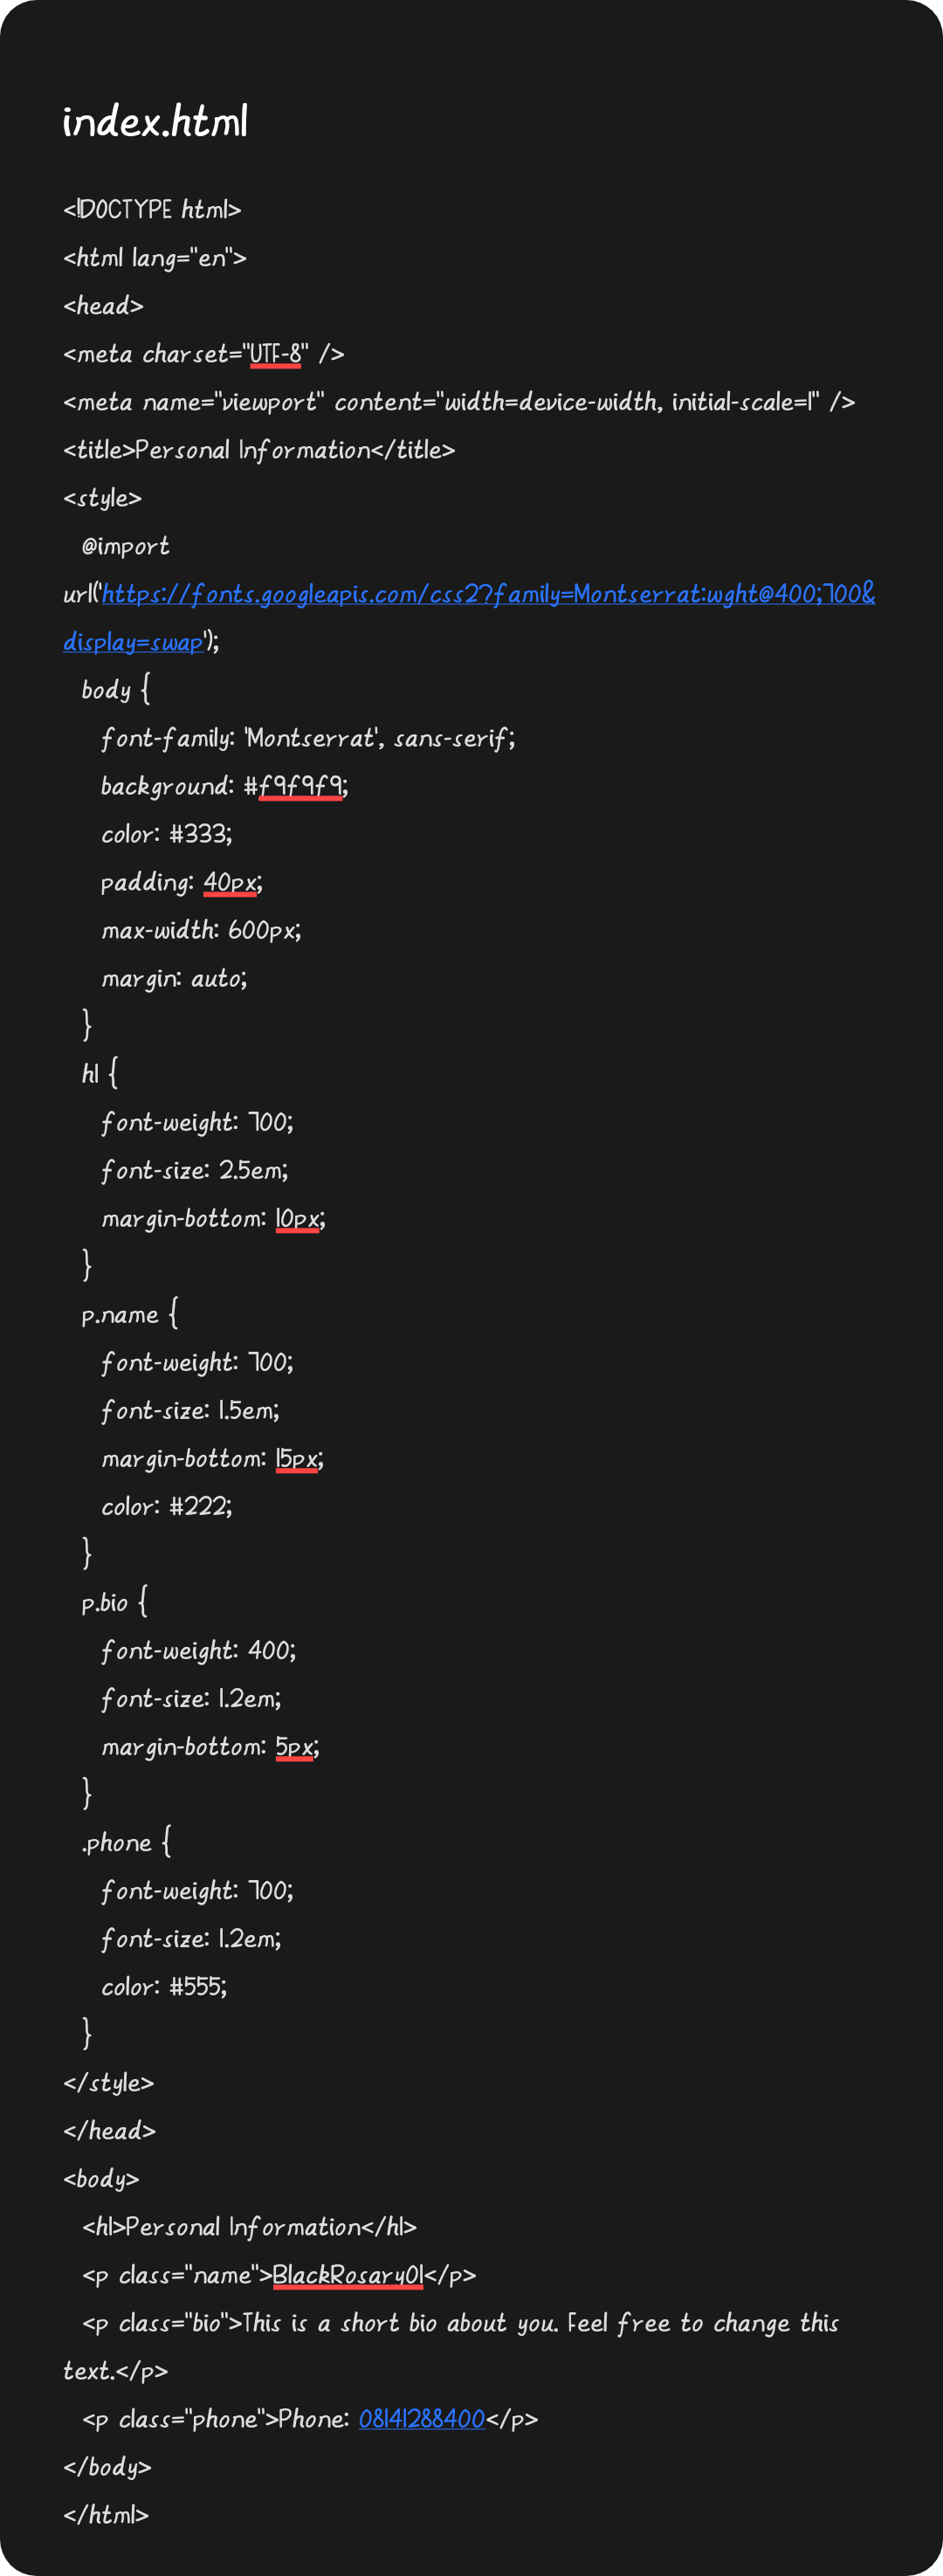 index.html
<!DOCTYPE html>
<html lang="en">
<head>
<meta charset="UTF-8" />
<meta name="viewport" content="width=device-width, initial-scale=1" />
<title>Personal Information</title>
<style>
@import
url('https://fonts.googleapis.com/css2?family=Montserrat:wght@400;700&
display=swap');
body {
font-family: 'Montserrat', sans-serif;
background: #f9f9f9;
color: #333;
padding: 40px;
max-width: 600px;
margin: auto;
}
h1 {
font-weight: 700;
font-size: 2.5em;
margin-bottom: 10px;
}
p.name {
font-weight: 700;
font-size: 1.5em;
margin-bottom: 15px;
color: #222;
}
p.bio {
font-weight: 400;
font-size: 1.2em;
margin-bottom: 5px;
}
.phone {
font-weight: 700;
font-size: 1.2em;
color: #555;
}
</style>
</head>
<body>
<h1>Personal Information</h1>
<p class="name">BlackRosary01</p>
<p class="bio">This is a short bio about you. Feel free to change this
text.</p>
<p class="phone">Phone: 08141288400</p>
</body>
</html>